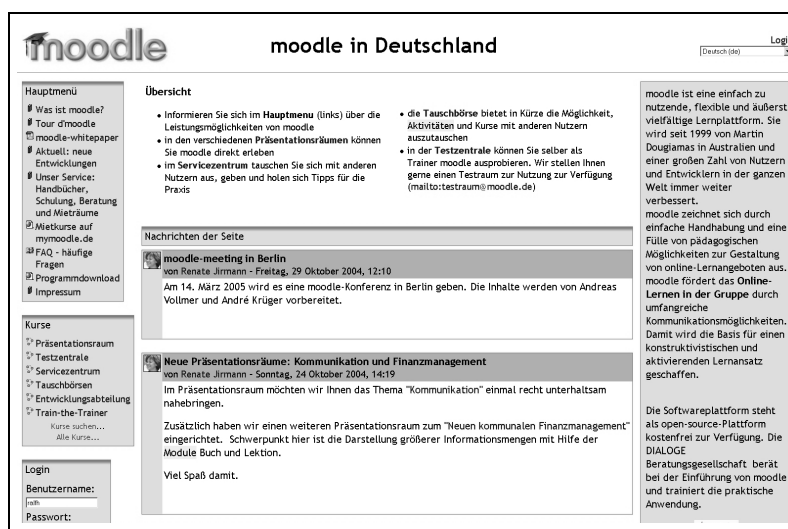 moodle
moodle in Deutschland
Login
Deutsch (de)
Hauptmenü
Was ist moodle?
Tour d'moodle
moodle-whitepaper
Aktuell: neue
Entwicklungen
Unser Service:
Handbücher,
Schulung, Beratung
und Mieträume
Mietkurse auf
mymoodle.de
FAQ - häufige
Fragen
Programmdownload
Impressum
Kurse
Präsentationsraum
Testzentrale
Servicezentrum
Tauschbörsen
Entwicklungsabteilung
Train-the-Trainer
Kurse suchen...
Alle Kurse...
Login
Benutzername:
ralfh
Passwort:
Übersicht
• Informieren Sie sich im Hauptmenu (links) über die
Leistungsmöglichkeiten von moodle
• in den verschiedenen Präsentationsräumen können
Sie moodle direkt erleben
• im Servicezentrum tauschen Sie sich mit anderen
Nutzern aus, geben und holen sich Tipps für die
Praxis
• die Tauschbörse bietet in Kürze die Möglichkeit,
Aktivitäten und Kurse mit anderen Nutzern
auszutauschen
• in der Testzentrale können Sie selber als
Trainer moodle ausprobieren. Wir stellen Ihnen
gerne einen Testraum zur Nutzung zur Verfügung
(mailto:testraum@moodle.de)
Nachrichten der Seite
moodle-meeting in Berlin
von Renate Jirmann - Freitag, 29 Oktober 2004, 12:10
Am 14. März 2005 wird es eine moodle-Konferenz in Berlin geben. Die Inhalte werden von Andreas
Vollmer und André Krüger vorbereitet.
Neue Präsentationsräume: Kommunikation und Finanzmanagement
von Renate Jirmann - Sonntag, 24 Oktober 2004, 14:19
Im Präsentationsraum möchten wir Ihnen das Thema "Kommunikation" einmal recht unterhaltsam
nahebringen.
Zusätzlich haben wir einen weiteren Präsentationsraum zum "Neuen kommunalen Finanzmanagement"
eingerichtet. Schwerpunkt hier ist die Darstellung größerer Informationsmengen mit Hilfe der
Module Buch und Lektion.
Viel Spaß damit.
moodle ist eine einfach zu
nutzende, flexible und äußerst
vielfältige Lernplattform. Sie
wird seit 1999 von Martin
Dougiamas in Australien und
einer großen Zahl von Nutzern
und Entwicklern in der ganzen
Welt immer weiter
verbessert.
moodle zeichnet sich durch
einfache Handhabung und eine
Fülle von pädagogischen
Möglichkeiten zur Gestaltung
von online-Lernangeboten aus.
moodle fördert das Online-
Lernen in der Gruppe durch
umfangreiche
Kommunikationsmöglichkeiten.
Damit wird die Basis für einen
konstruktivistischen und
aktivierenden Lernansatz
geschaffen.
Die Softwareplattform steht
als open-source-Plattform
kostenfrei zur Verfügung. Die
DIALOGE
Beratungsgesellschaft berät
bei der Einführung von moodle
und trainiert die praktische
Anwendung.